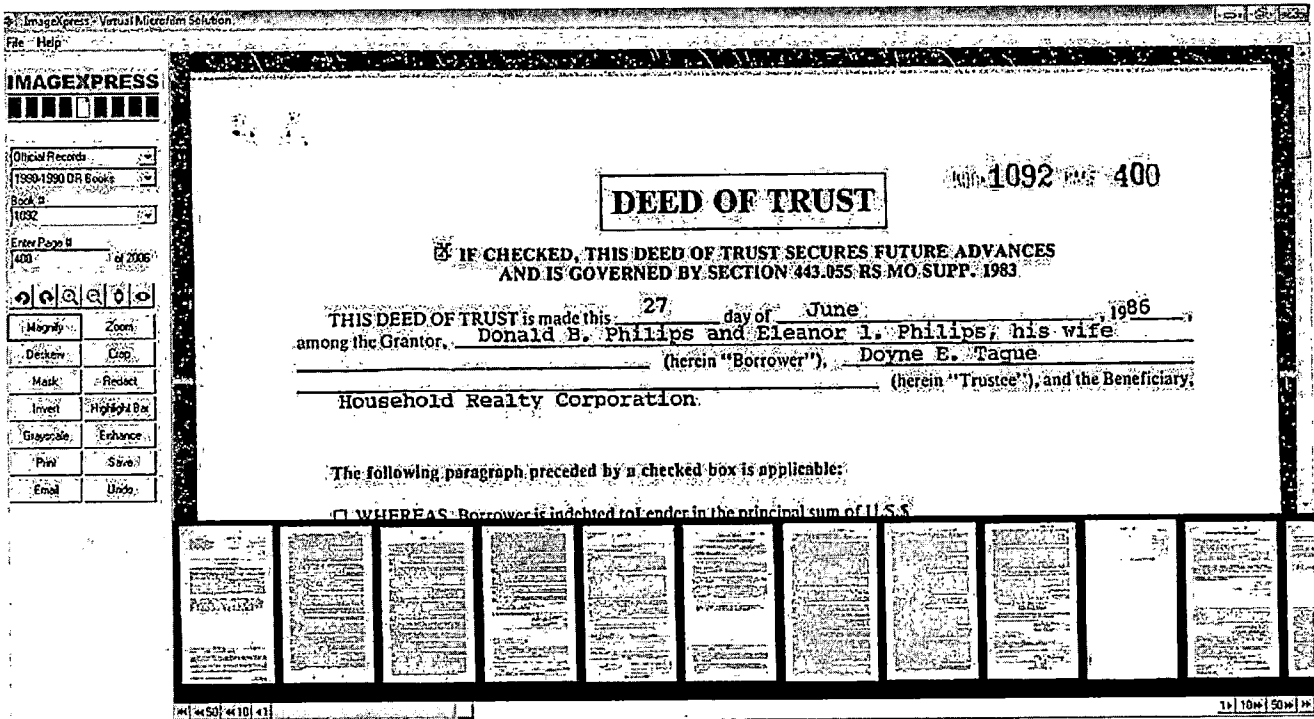 ImageXpress - Virtual Microfilm Solution
File Help
IMAGEXPRESS
Official Records
1990-1990 OR Books
Book #
1092
Enter Page #
400 of 2006
Magnify Zoom
Deskew Crop
Mask Redact
Invert Highlight Bar
Grayscale Enhance
Print Save
Email Undo
1092 400
DEED OF TRUST
IF CHECKED, THIS DEED OF TRUST SECURES FUTURE ADVANCES
AND IS GOVERNED BY SECTION 443.055 RS MO SUPP. 1983
THIS DEED OF TRUST is made this 27 day of June, 1986,
among the Grantor, Donald B. Philips and Eleanor l. Philips, his wife
(herein "Borrower"), Doyne E. Tague
(herein "Trustee"), and the Beneficiary,
Household Realty Corporation
The following paragraph preceded by a checked box is applicable:
☐ WHEREAS, Borrower is indebted to Lender in the principal sum of U.S.$
50 10 1
1 10 50